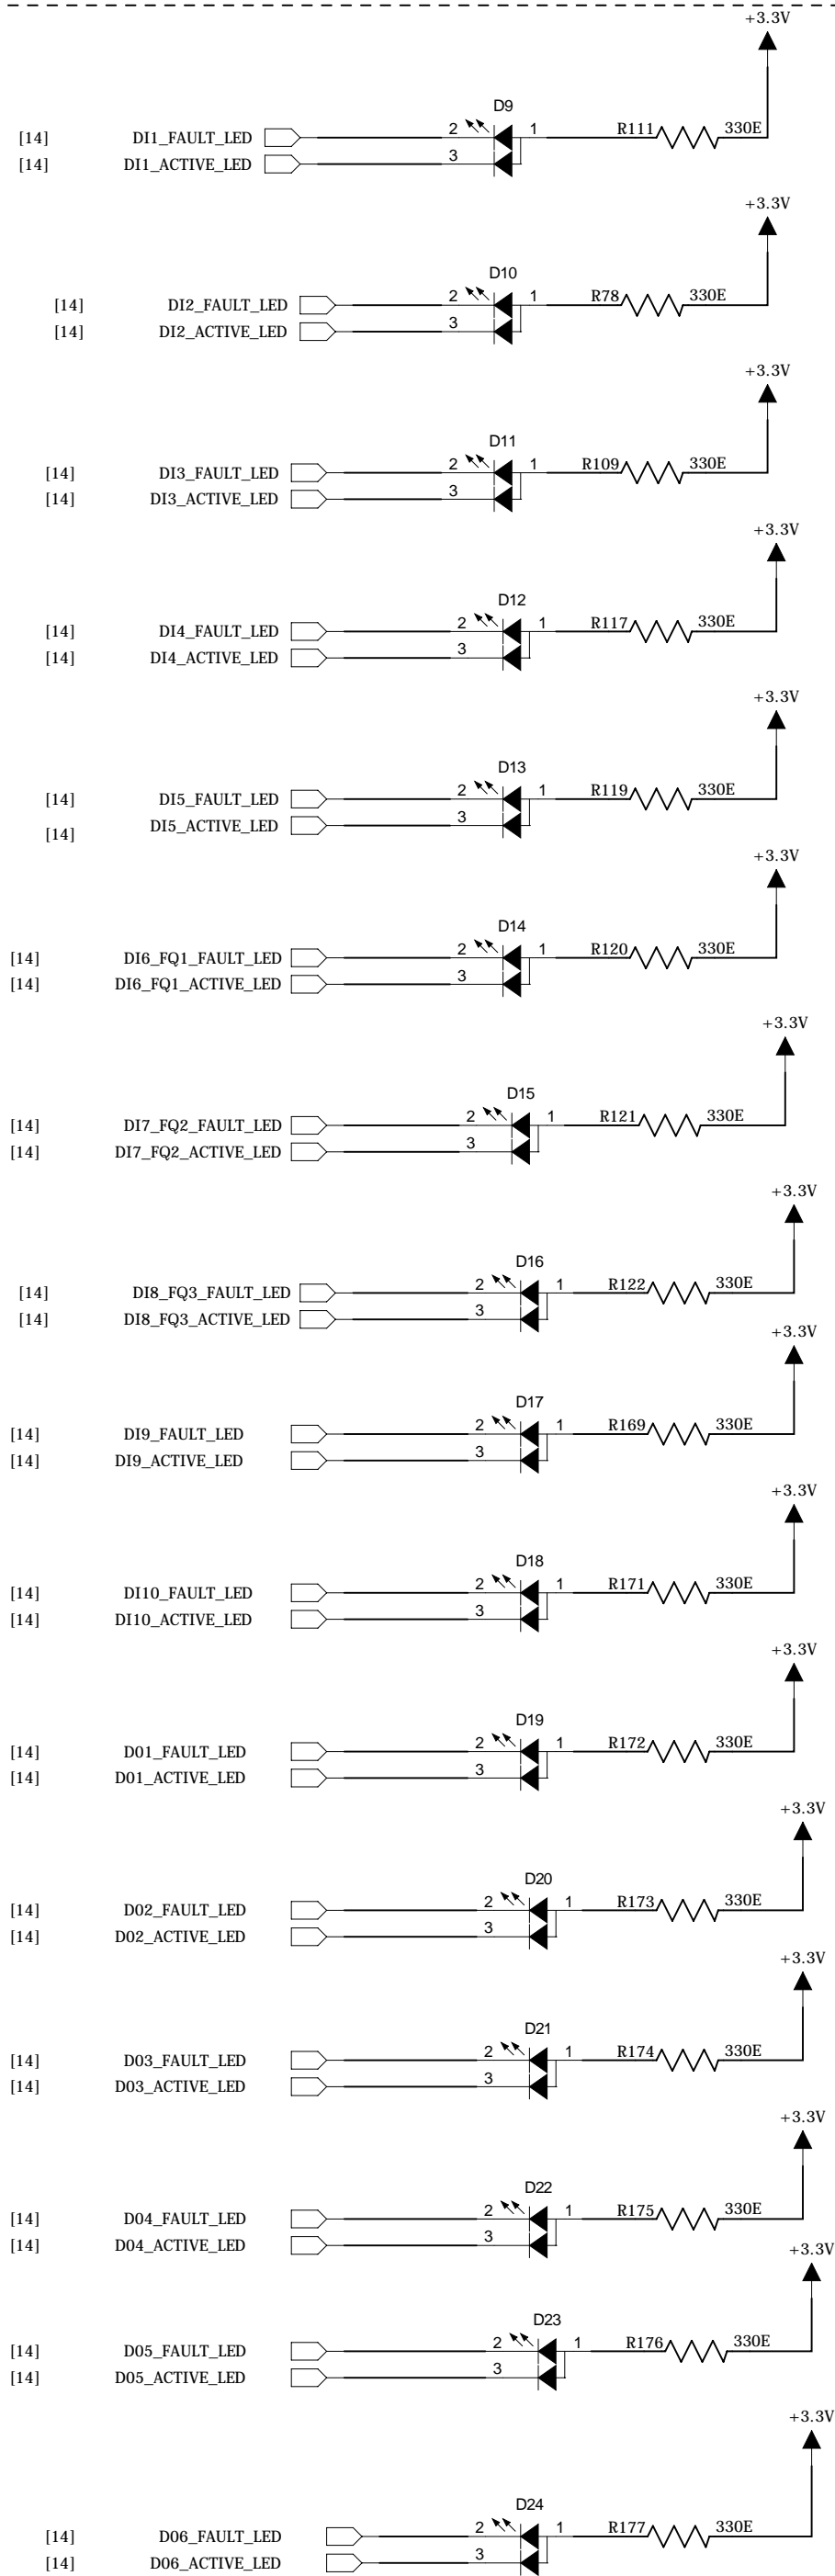 +3.3V
D9
[14] DI1_FAULT_LED 2 1 R111 330E
[14] DI1_ACTIVE_LED 3
+3.3V
D10
[14] DI2_FAULT_LED 2 1 R78 330E
[14] DI2_ACTIVE_LED 3
+3.3V
D11
[14] DI3_FAULT_LED 2 1 R109 330E
[14] DI3_ACTIVE_LED 3
+3.3V
D12
[14] DI4_FAULT_LED 2 1 R117 330E
[14] DI4_ACTIVE_LED 3
+3.3V
D13
[14] DI5_FAULT_LED 2 1 R119 330E
[14] DI5_ACTIVE_LED 3
+3.3V
D14
[14] DI6_FQ1_FAULT_LED 2 1 R120 330E
[14] DI6_FQ1_ACTIVE_LED 3
+3.3V
D15
[14] DI7_FQ2_FAULT_LED 2 1 R121 330E
[14] DI7_FQ2_ACTIVE_LED 3
+3.3V
D16
[14] DI8_FQ3_FAULT_LED 2 1 R122 330E
[14] DI8_FQ3_ACTIVE_LED 3
+3.3V
D17
[14] DI9_FAULT_LED 2 1 R169 330E
[14] DI9_ACTIVE_LED 3
+3.3V
D18
[14] DI10_FAULT_LED 2 1 R171 330E
[14] DI10_ACTIVE_LED 3
+3.3V
D19
[14] D01_FAULT_LED 2 1 R172 330E
[14] D01_ACTIVE_LED 3
+3.3V
D20
[14] D02_FAULT_LED 2 1 R173 330E
[14] D02_ACTIVE_LED 3
+3.3V
D21
[14] D03_FAULT_LED 2 1 R174 330E
[14] D03_ACTIVE_LED 3
+3.3V
D22
[14] D04_FAULT_LED 2 1 R175 330E
[14] D04_ACTIVE_LED 3
+3.3V
D23
[14] D05_FAULT_LED 2 1 R176 330E
[14] D05_ACTIVE_LED 3
+3.3V
D24
[14] D06_FAULT_LED 2 1 R177 330E
[14] D06_ACTIVE_LED 3